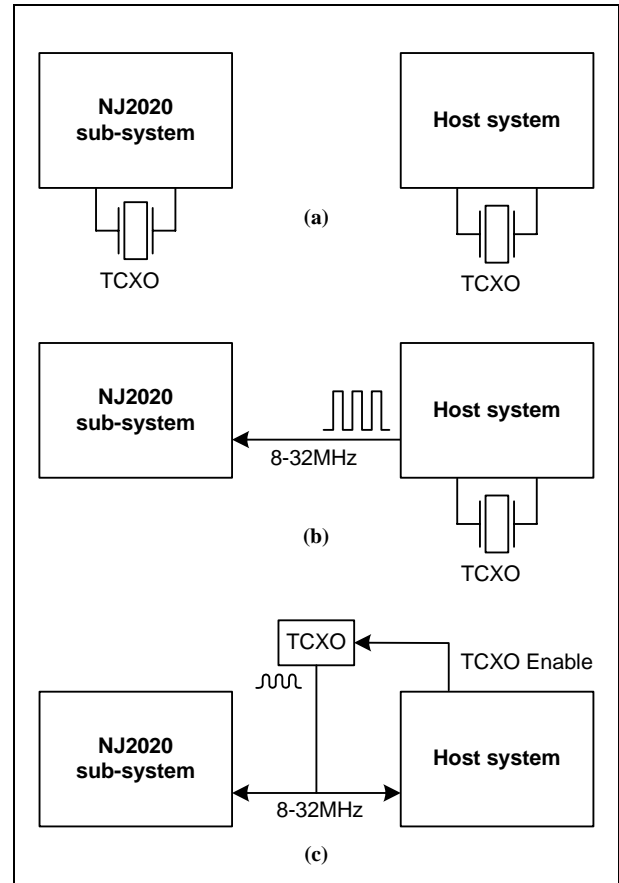 NJ2020
sub-system
Host system
(a)
TCXO
TCXO
NJ2020
sub-system
Host system
8-32MHz
(b)
TCXO
TCXO
TCXO Enable
NJ2020
sub-system
Host system
8-32MHz
(c)